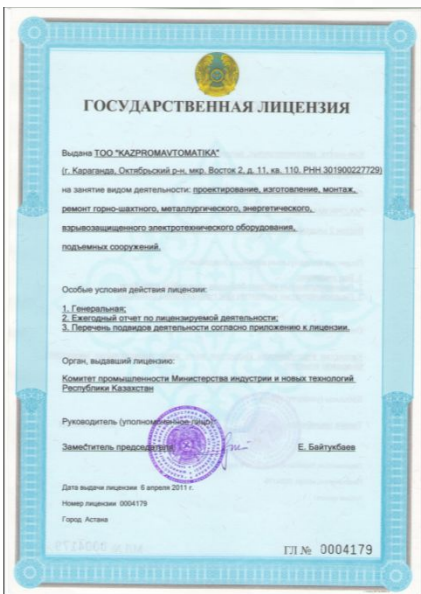 ГОСУДАРСТВЕННАЯ ЛИЦЕНЗИЯ
Выдана ТОО "KAZPROMAVTOMATIKA"
(г. Караганда, Октябрьский р-н, мкр. Восток 2, д. 11, кв. 110. РНН 301900227729)
на занятие видом деятельности: проектирование, изготовление, монтаж,
ремонт горно-шахтного, металлургического, энергетического,
взрывозащищенного электротехнического оборудования,
подъемных сооружений.
Особые условия действия лицензии:
1. Генеральная;
2. Ежегодный отчет по лицензируемой деятельности;
3. Перечень подвидов деятельности согласно приложению к лицензии.
Орган, выдавший лицензию:
Комитет промышленности Министерства индустрии и новых технологий
Республики Казахстан
Руководитель (уполномоченное лицо)
Заместитель председателя
Е. Байтукбаев
Дата выдачи лицензии 6 апреля 2011 г.
Номер лицензии 0004179
Город Астана
ГЛ № 0004179